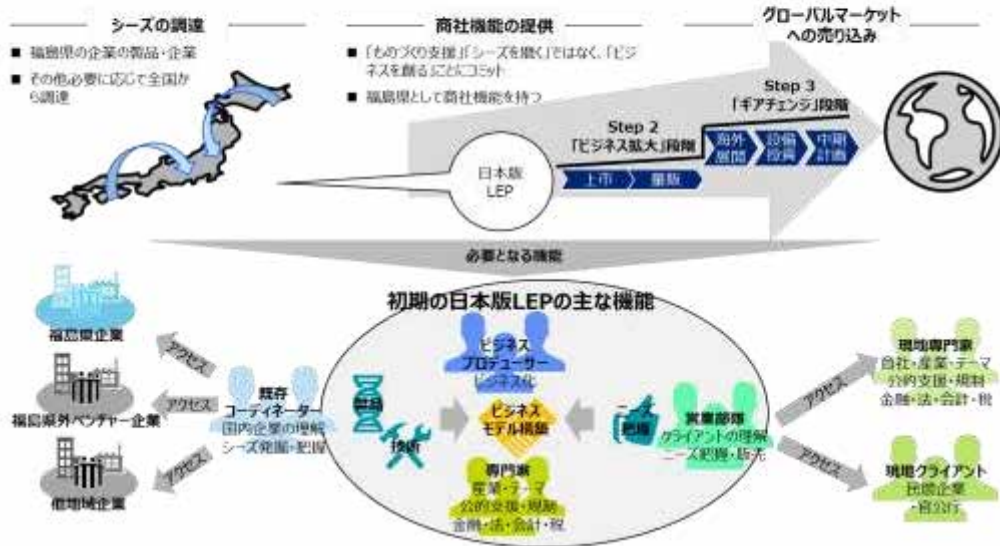 シーズの調達
■ 福島県の企業の製品・企業
■ その他必要に応じて全国か
ら調達
商社機能の提供
■ 「ものづくり支援」「シーズを磨く」ではなく、「ビジ
ネスを創る」ことにコミット
■ 福島県として商社機能を持つ
グローバルマーケット
への売り込み
Step 2
「ビジネス拡大」段階
上市
量販
Step 3
「ギアチェンジ」段階
海外
展開
設備
投資
中期
計画
日本版
LEP
必要となる機能
初期の日本版LEPの主な機能
福島県企業
福島県外ベンチャー企業
他地域企業
アクセス
アクセス
アクセス
既存
コーディネーター
国内企業の理解
シーズ発掘・把握
製品
技術
ビジネス
プロデューサー
ビジネス化
ビジネス
モデル構築
専門家
産業・テーマ
公的支援・規制
金融・法・会計・税
ニーズ
把握
営業部隊
クライアントの理解
ニーズ把握・販売
アクセス
アクセス
現地専門家
自社・産業・テーマ
公的支援・規制
金融・法・会計・税
現地クライアント
民間企業
・官公庁